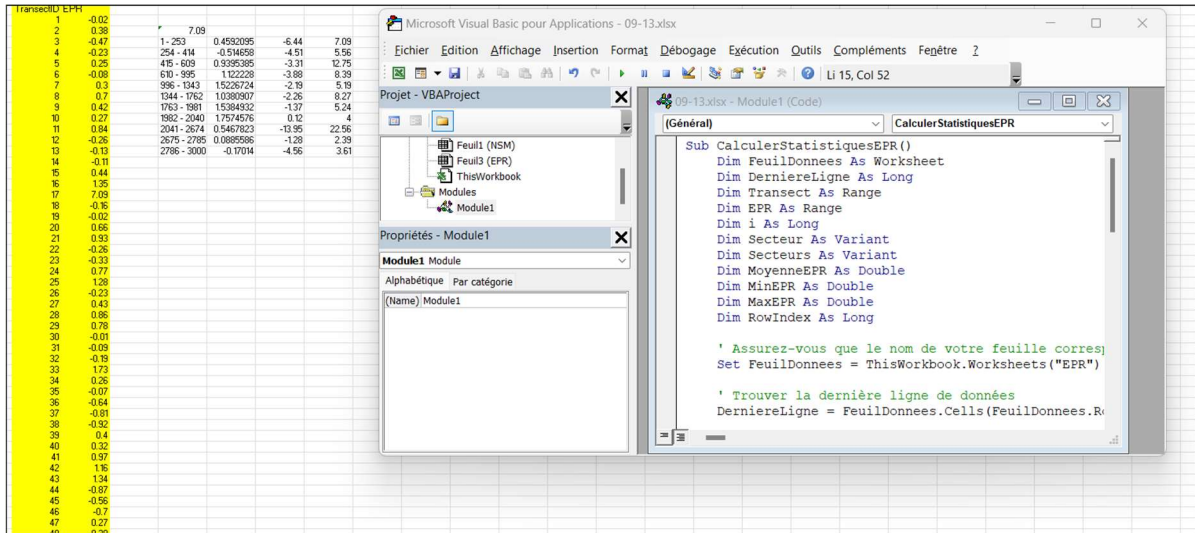 TransectID EPR
1 -0.02
2 0.38 7.09
3 -0.47 1 - 253 0.4592095 -6.44 7.09
4 -0.23 254 - 414 -0.514658 -4.51 5.56
5 0.25 415 - 609 0.9395385 -3.31 12.75
6 -0.08 610 - 995 1.122228 -3.88 8.39
7 0.3 996 - 1343 1.5226724 -2.19 5.19
8 0.7 1344 - 1762 1.0380907 -2.26 8.27
9 0.42 1763 - 1981 1.5384932 -1.37 5.24
10 0.27 1982 - 2040 1.7574576 0.12 4
11 0.84 2041 - 2674 0.5467823 -13.95 22.56
12 -0.26 2675 - 2785 0.0885586 -1.28 2.39
13 -0.13 2786 - 3000 -0.17014 -4.56 3.61
14 -0.11
15 0.44
16 1.35
17 7.09
18 -0.16
19 -0.02
20 0.66
21 0.93
22 -0.26
23 -0.33
24 0.77
25 1.28
26 -0.23
27 0.43
28 0.86
29 0.78
30 -0.01
31 -0.09
32 -0.19
33 1.73
34 0.26
35 -0.07
36 -0.64
37 -0.81
38 -0.92
39 0.4
40 0.32
41 0.97
42 1.16
43 1.34
44 -0.87
45 -0.56
46 -0.7
47 0.27
Microsoft Visual Basic pour Applications - 09-13.xlsx
Fichier Edition Affichage Insertion Format Débogage Exécution Outils Compléments Fenêtre ?
Li 15, Col 52
Projet - VBAProject
Feuil1 (NSM)
Feuil3 (EPR)
ThisWorkbook
Modules
Module1
Propriétés - Module1
Module1 Module
Alphabétique Par catégorie
(Name) Module1
09-13.xlsx - Module1 (Code)
(Général) CalculerStatistiquesEPR
Sub CalculerStatistiquesEPR()
Dim FeuilDonnees As Worksheet
Dim DerniereLigne As Long
Dim Transect As Range
Dim EPR As Range
Dim i As Long
Dim Secteur As Variant
Dim Secteurs As Variant
Dim MoyenneEPR As Double
Dim MinEPR As Double
Dim MaxEPR As Double
Dim RowIndex As Long
' Assurez-vous que le nom de votre feuille corresp
Set FeuilDonnees = ThisWorkbook.Worksheets("EPR")
' Trouver la dernière ligne de données
DerniereLigne = FeuilDonnees.Cells(FeuilDonnees.Ro